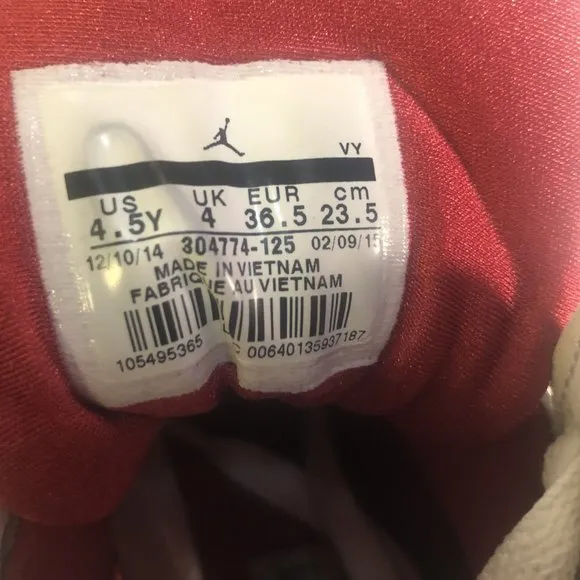 VY
US UK EUR cm
4.5Y 4 36.5 23.5
12/10/14 304774-125 02/09/15
MADE IN VIETNAM
FABRIQUE AU VIETNAM
105495365 00640135937187